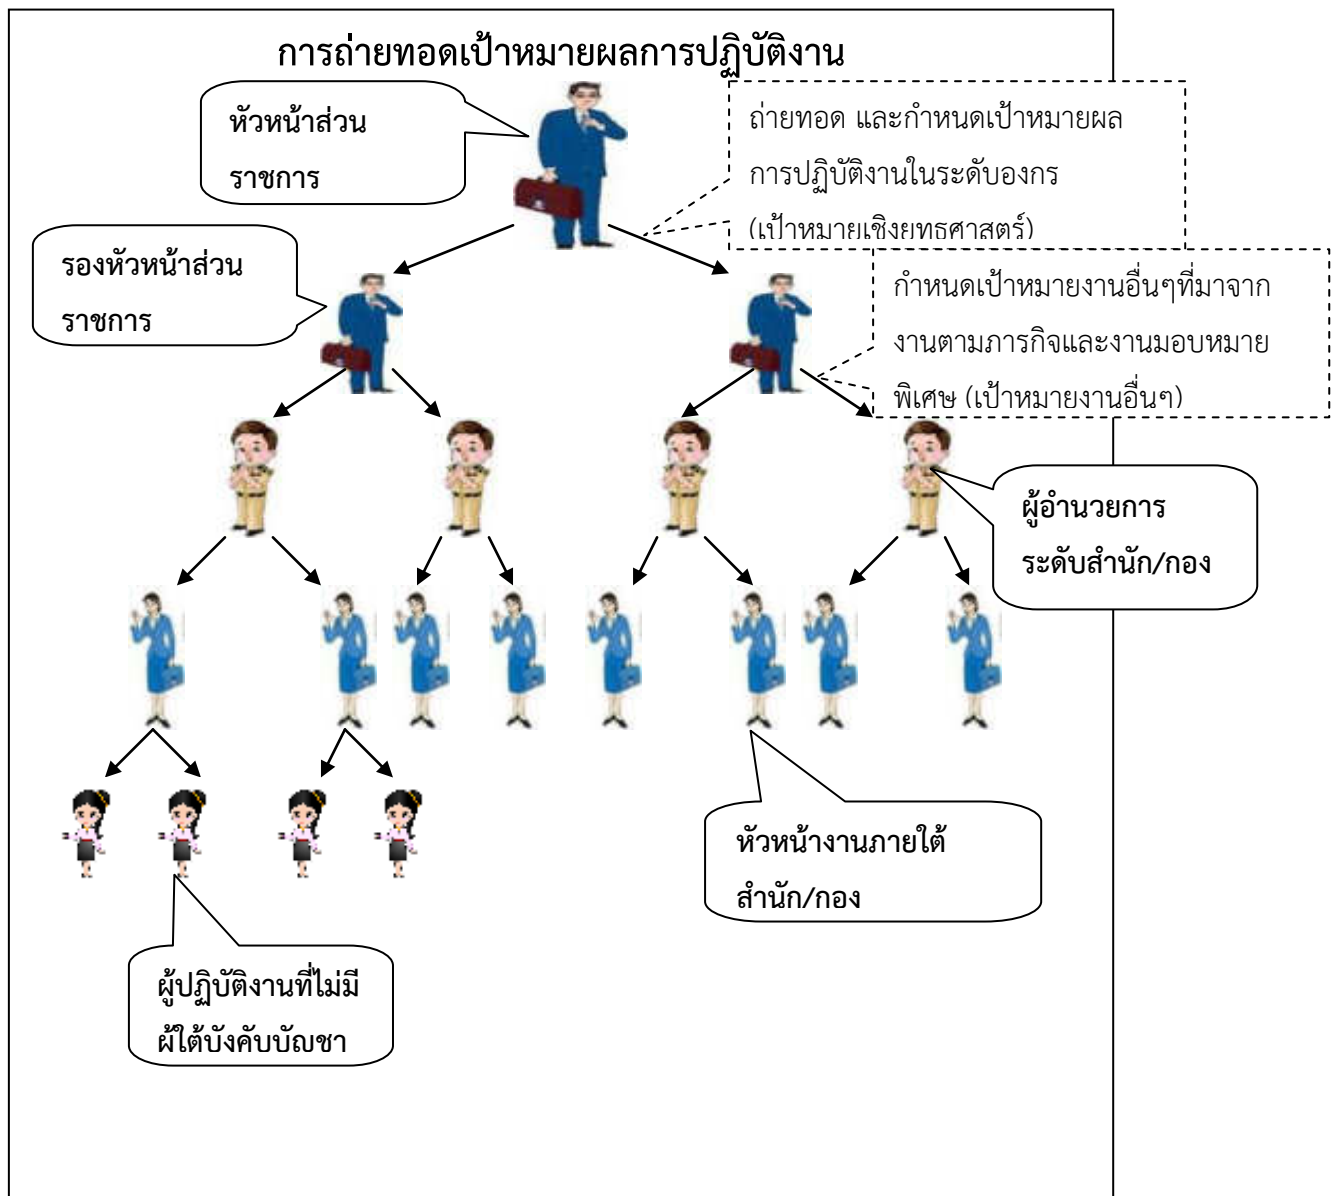 การถ่ายทอดเป้าหมายผลการปฏิบัติงาน
หัวหน้าส่วน
ราชการ
ถ่ายทอด และกำหนดเป้าหมายผล
การปฏิบัติงานในระดับองกร
(เป้าหมายเชิงยุทธศาสตร์)
รองหัวหน้าส่วน
ราชการ
กำหนดเป้าหมายงานอื่นๆที่มาจาก
งานตามภารกิจและงานมอบหมาย
พิเศษ (เป้าหมายงานอื่นๆ)
ผู้อำนวยการ
ระดับสำนัก/กอง
หัวหน้างานภายใต้
สำนัก/กอง
ผู้ปฏิบัติงานที่ไม่มี
ผู้ใต้บังคับบัญชา